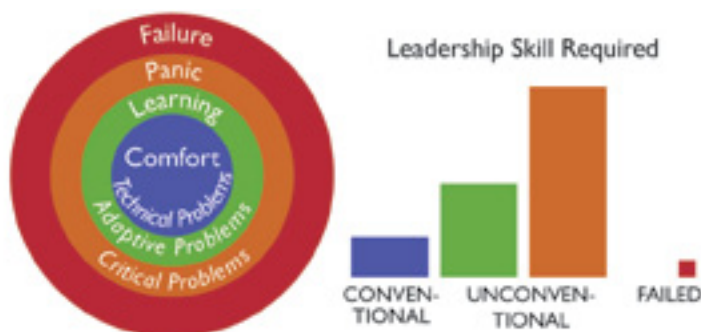 Failure
Panic
Learning
Comfort
Technical Problems
Adaptive Problems
Critical Problems
Leadership Skill Required
CONVEN-
TIONAL
UNCONVEN-
TIONAL
FAILED